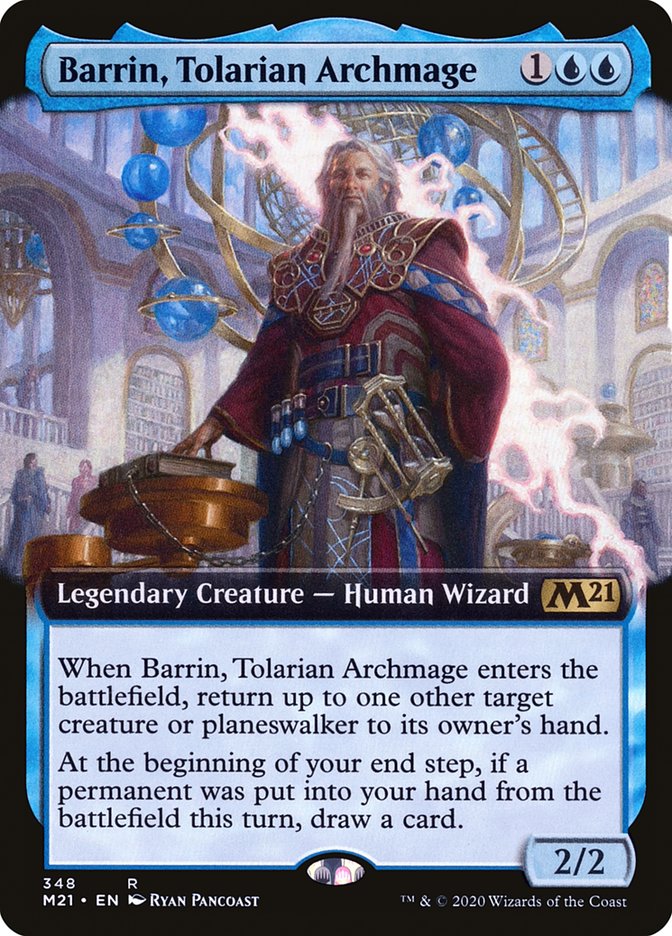 Barrin, Tolarian Archmage 1
Legendary Creature — Human Wizard M21
When Barrin, Tolarian Archmage enters the
battlefield, return up to one other target
creature or planeswalker to its owner's hand.
At the beginning of your end step, if a
permanent was put into your hand from the
battlefield this turn, draw a card.
2/2
348 R
M21 • EN Ryan Pancoast ™ & © 2020 Wizards of the Coast